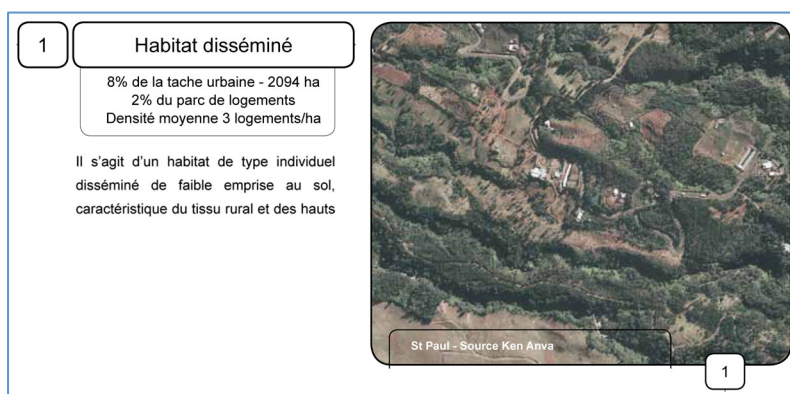 1
Habitat disséminé
8% de la tache urbaine - 2094 ha
2% du parc de logements
Densité moyenne 3 logements/ha
Il s’agit d’un habitat de type individuel
disséminé de faible emprise au sol,
caractéristique du tissu rural et des hauts
St Paul - Source Ken Anva
1